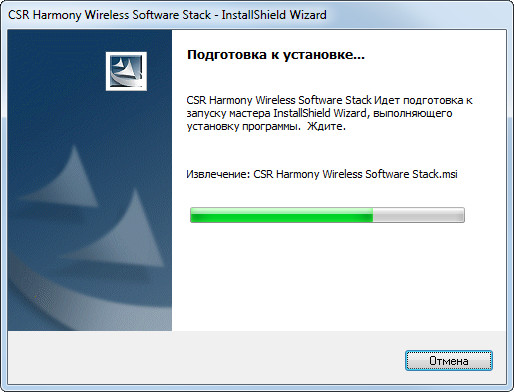 CSR Harmony Wireless Software Stack - InstallShield Wizard
Подготовка к установке...
CSR Harmony Wireless Software Stack Идет подготовка к
запуску мастера InstallShield Wizard, выполняющего
установку программы. Ждите.
Извлечение: CSR Harmony Wireless Software Stack.msi
Отмена